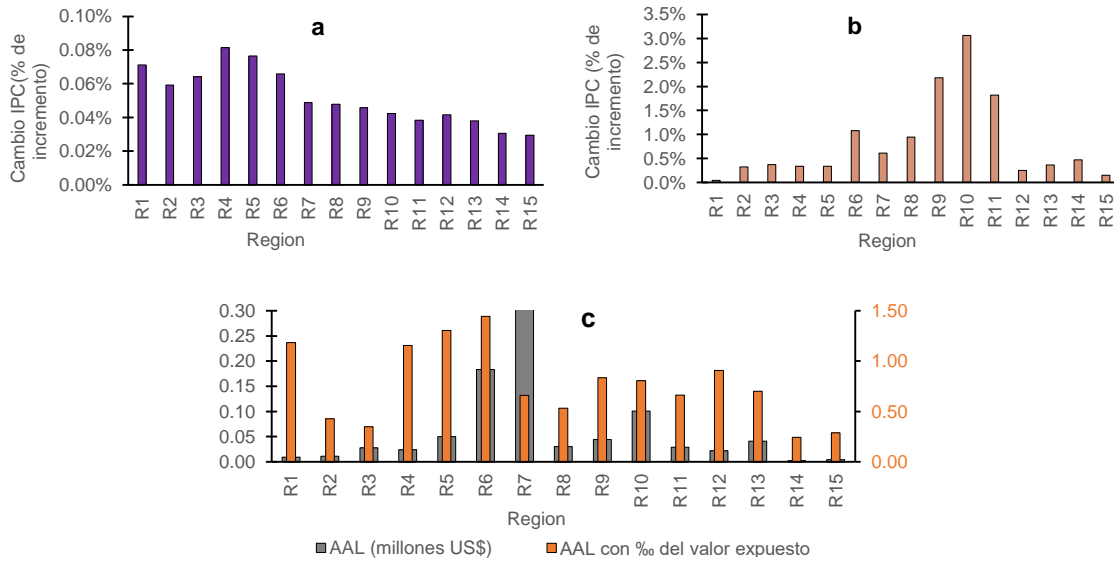 a
Cambio IPC(% de
incremento)
0.10%
0.08%
0.06%
0.04%
0.02%
0.00%
R1
R2
R3
R4
R5
R6
R7
R8
R9
R10
R11
R12
R13
R14
R15
Region
b
Cambio IPC (% de
incremento)
3.5%
3.0%
2.5%
2.0%
1.5%
1.0%
0.5%
0.0%
R1
R2
R3
R4
R5
R6
R7
R8
R9
R10
R11
R12
R13
R14
R15
Region
c
0.30
0.25
0.20
0.15
0.10
0.05
0.00
1.50
1.00
0.50
0.00
R1
R2
R3
R4
R5
R6
R7
R8
R9
R10
R11
R12
R13
R14
R15
Region
AAL (millones US$)
AAL con ‰ del valor expuesto